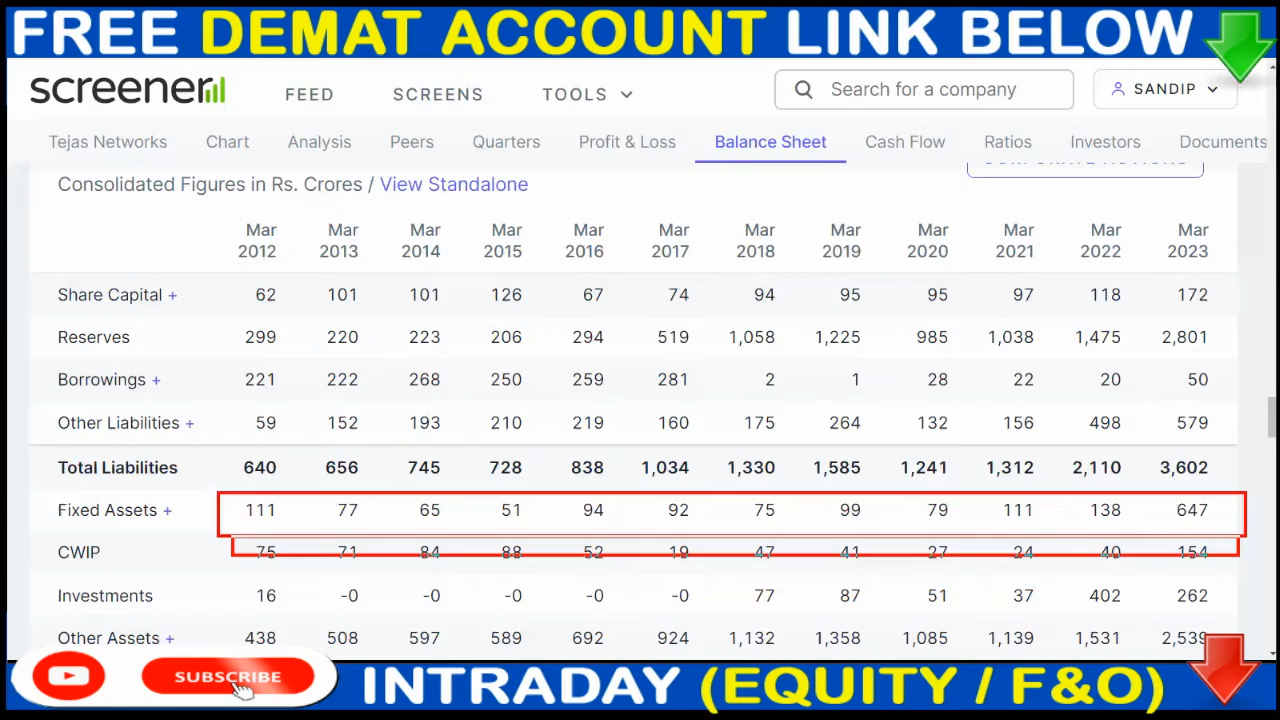 FREE DEMAT ACCOUNT LINK BELOW
screener
FEED SCREENS TOOLS
Search for a company
SANDIP
Tejas Networks Chart Analysis Peers Quarters Profit & Loss Balance Sheet Cash Flow Ratios Investors Documents
CORPORATE ACTIONS
Consolidated Figures in Rs. Crores / View Standalone
Mar 2012 Mar 2013 Mar 2014 Mar 2015 Mar 2016 Mar 2017 Mar 2018 Mar 2019 Mar 2020 Mar 2021 Mar 2022 Mar 2023
Share Capital + 62 101 101 126 67 74 94 95 95 97 118 172
Reserves 299 220 223 206 294 519 1,058 1,225 985 1,038 1,475 2,801
Borrowings + 221 222 268 250 259 281 2 1 28 22 20 50
Other Liabilities + 59 152 193 210 219 160 175 264 132 156 498 579
Total Liabilities 640 656 745 728 838 1,034 1,330 1,585 1,241 1,312 2,110 3,602
Fixed Assets + 111 77 65 51 94 92 75 99 79 111 138 647
CWIP 75 71 84 88 52 19 47 41 27 24 40 154
Investments 16 -0 -0 -0 -0 -0 77 87 51 37 402 262
Other Assets + 438 508 597 589 692 924 1,132 1,358 1,085 1,139 1,531 2,539
SUBSCRIBE
INTRADAY (EQUITY / F&O)